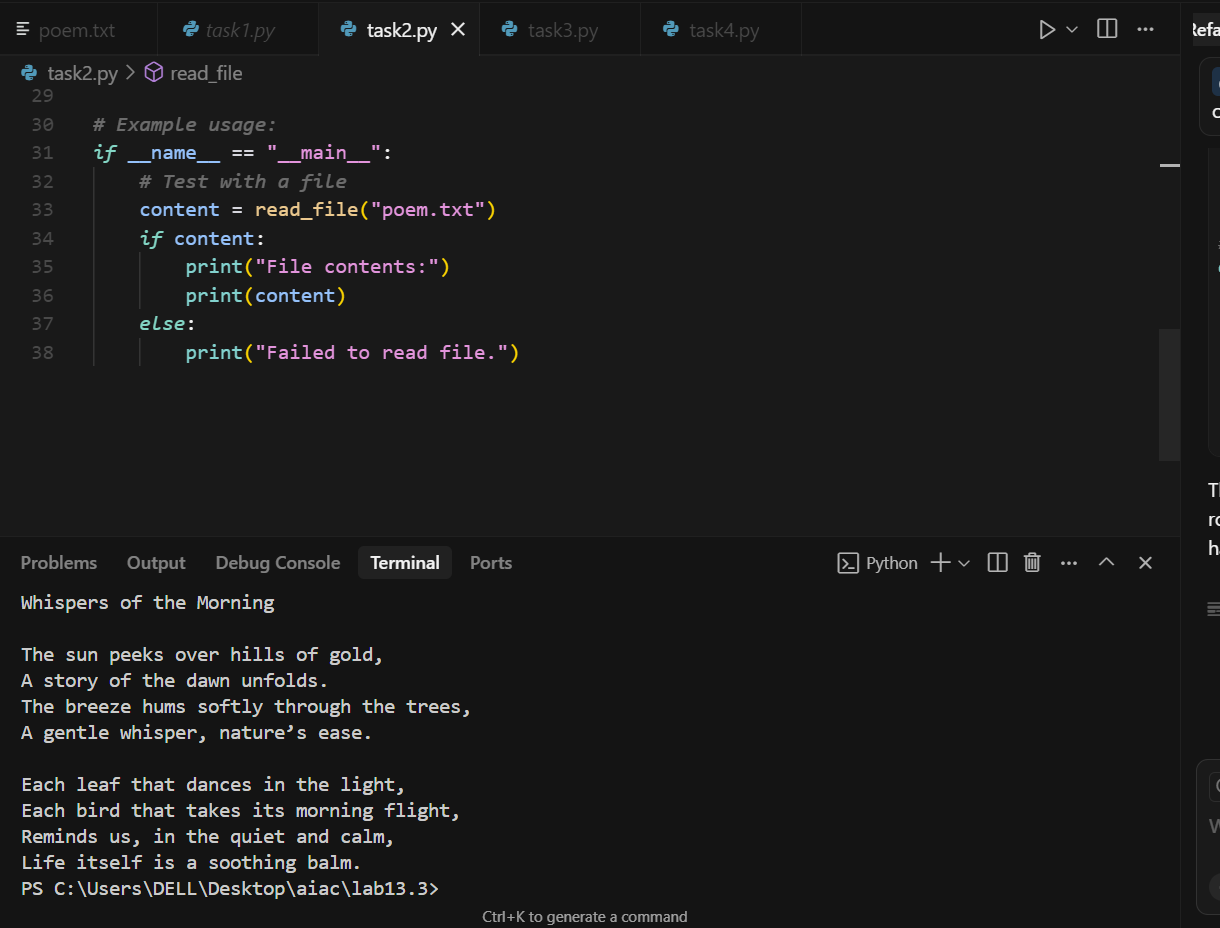 poem.txt
task1.py
task2.py
task3.py
task4.py
task2.py > read_file
29
30 # Example usage:
31 if __name__ == "__main__":
32 # Test with a file
33 content = read_file("poem.txt")
34 if content:
35 print("File contents:")
36 print(content)
37 else:
38 print("Failed to read file.")
Problems Output Debug Console Terminal Ports
Python
Whispers of the Morning
The sun peeks over hills of gold,
A story of the dawn unfolds.
The breeze hums softly through the trees,
A gentle whisper, nature’s ease.
Each leaf that dances in the light,
Each bird that takes its morning flight,
Reminds us, in the quiet and calm,
Life itself is a soothing balm.
PS C:\Users\DELL\Desktop\aiac\lab13.3>
Ctrl+K to generate a command